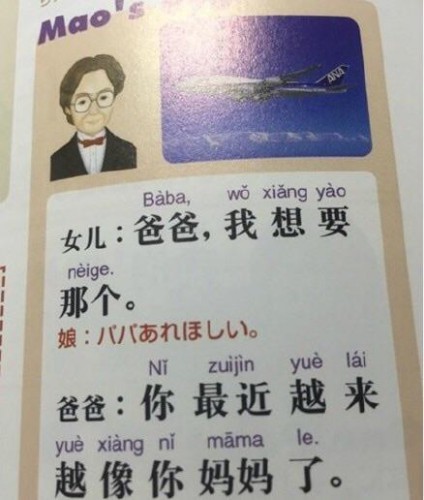 Mao's
ANA
Bàba, wǒ xiǎng yào
女儿：爸爸，我想要
nèige.
那个。
娘：パパあれほしい。
Nǐ zuìjìn yuè lái
爸爸：你最近越来
yuè xiàng nǐ māma le.
越像你妈妈了。